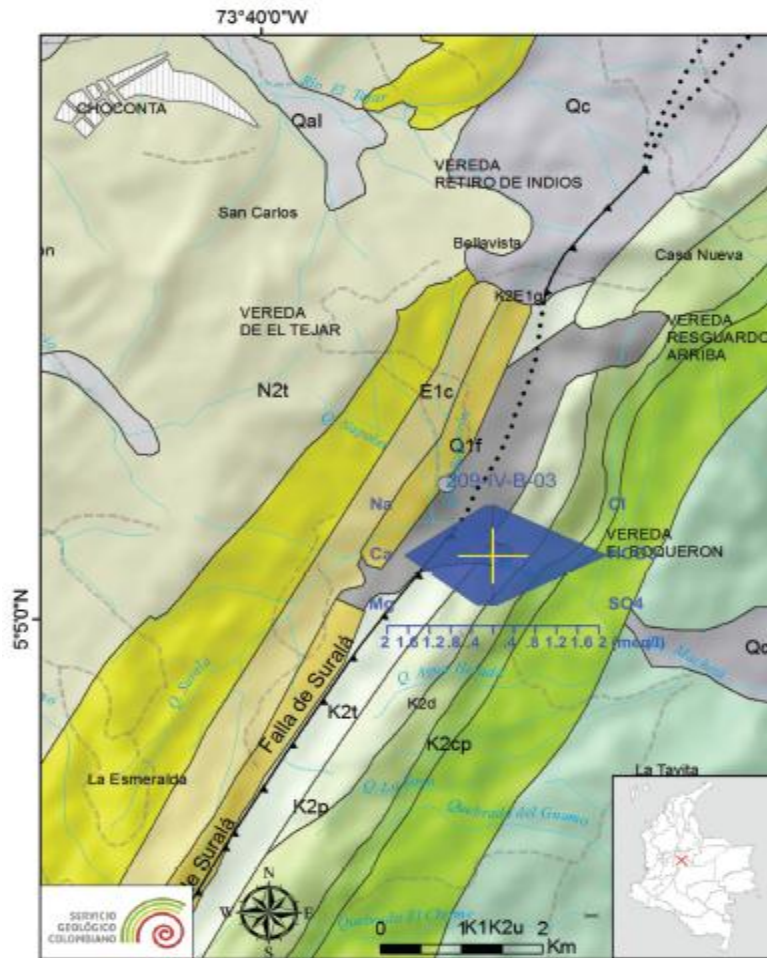 73°40'0"W
CHOCONTA
Rio El Tejar
Qal
Qc
VEREDA
RETIRO DE INDIOS
San Carlos
Bellavista
Casa Nueva
K2E1g
VEREDA
DE EL TEJAR
VEREDA
RESGUARDO
ARRIBA
N2t
E1c
Q1f
209-IV-B-03
Na
Cl
Ca
VEREDA
EL BOQUERON
Mg
SO4
2 1.6 1.2 .8 .4 0 .4 .8 1.2 1.6 2 (meq/l)
5°5'0"N
Falla de Suralá
K2t
K2d
K2cp
La Esmeralda
K2p
La Tavita
Quebrada del Guamo
de Suralá
N
W
E
S
SERVICIO
GEOLÓGICO
COLOMBIANO
0 1 K1K2u 2
Km